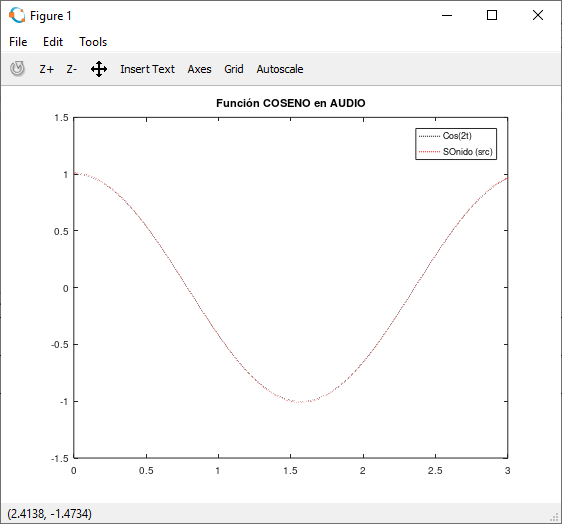 Figure 1
File Edit Tools
Z+ Z- Insert Text Axes Grid Autoscale
Función COSENO en AUDIO
1.5
Cos(2t)
SOnido (src)
1
0.5
0
-0.5
-1
-1.5
0 0.5 1 1.5 2 2.5 3
(2.4138, -1.4734)